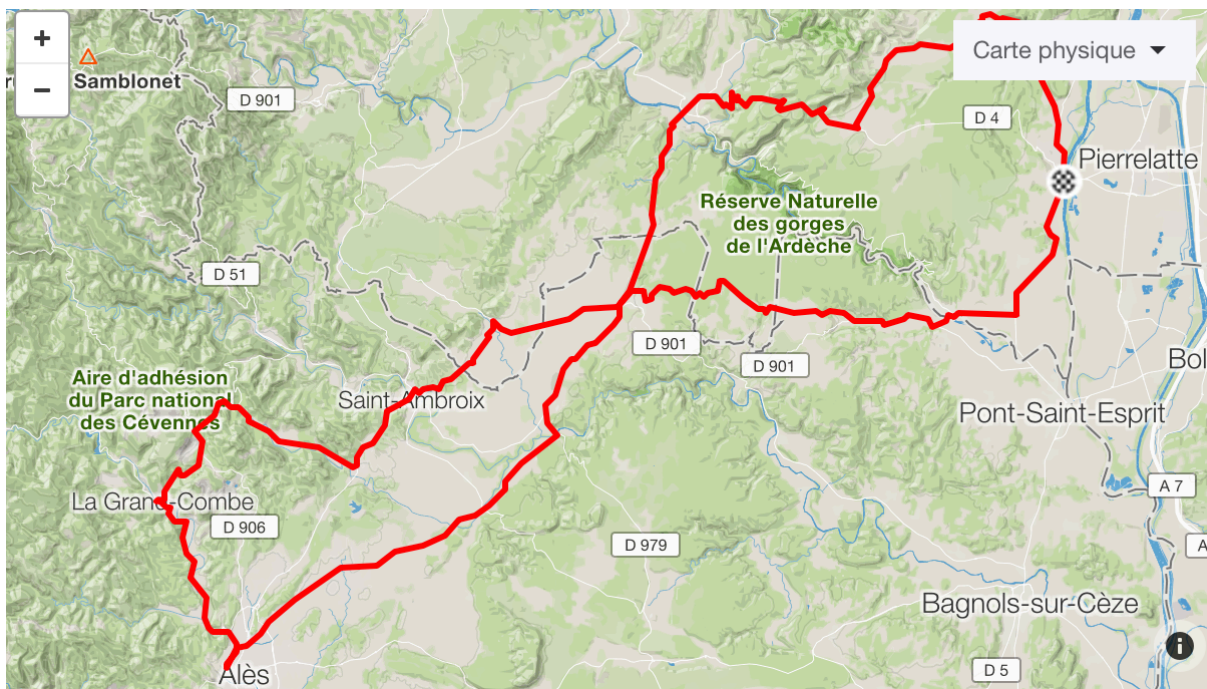 +
−
Carte physique
Samblonet
D 901
D 4
Pierrelatte
Réserve Naturelle
des gorges
de l'Ardèche
D 51
D 901
D 901
Aire d'adhésion
du Parc national
des Cévennes
Saint-Ambroix
Bol
Pont-Saint-Esprit
La Grand-Combe
D 906
A 7
D 979
A
Bagnols-sur-Cèze
i
Alès
D 5